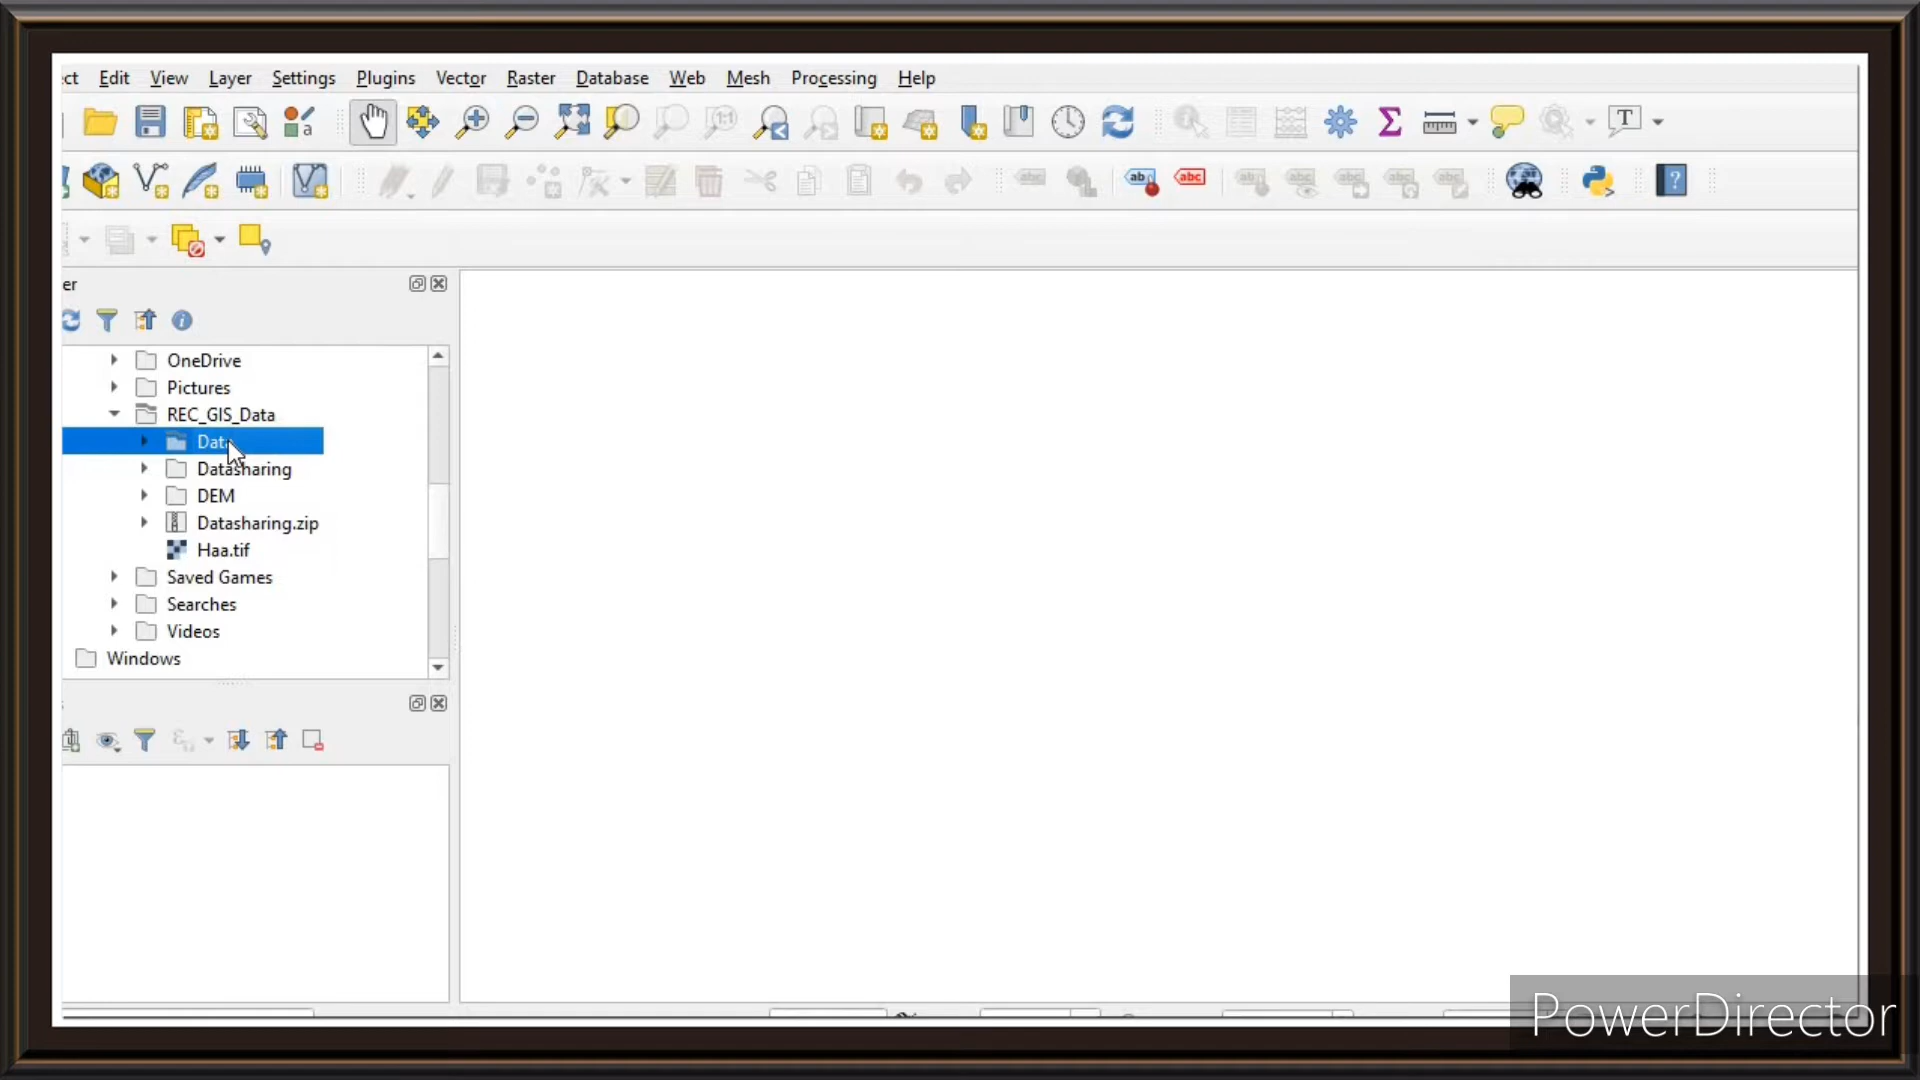 ct Edit View Layer Settings Plugins Vector Raster Database Web Mesh Processing Help
er
OneDrive
Pictures
REC_GIS_Data
Data
Datasharing
DEM
Datasharing.zip
Haa.tif
Saved Games
Searches
Videos
Windows
PowerDirector